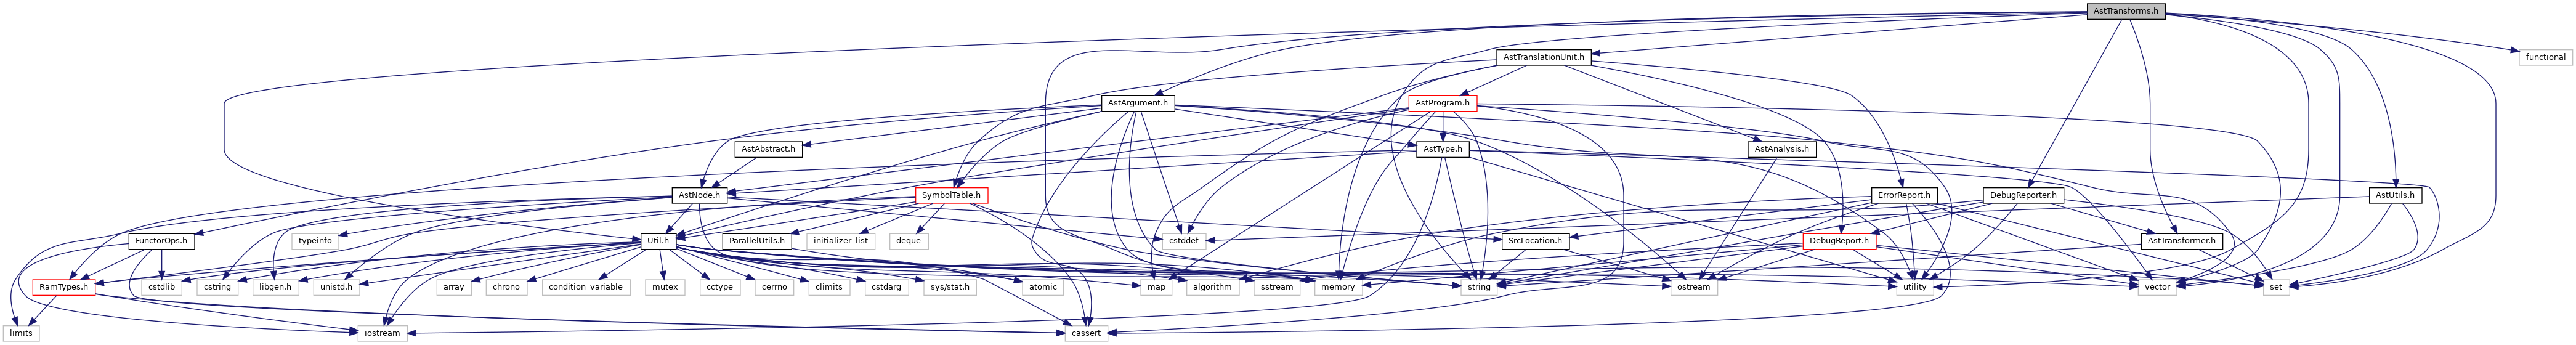 AstTransforms.h
AstTranslationUnit.h
functional
AstArgument.h
AstProgram.h
AstAbstract.h
AstType.h
AstAnalysis.h
AstNode.h
SymbolTable.h
ErrorReport.h
DebugReporter.h
AstUtils.h
FunctorOps.h
typeinfo
Util.h
ParallelUtils.h
initializer_list
deque
cstddef
SrcLocation.h
DebugReport.h
AstTransformer.h
RamTypes.h
cstdlib
cstring
libgen.h
unistd.h
array
chrono
condition_variable
mutex
cctype
cerrno
climits
cstdarg
sys/stat.h
atomic
map
algorithm
sstream
memory
string
ostream
utility
vector
set
limits
iostream
cassert